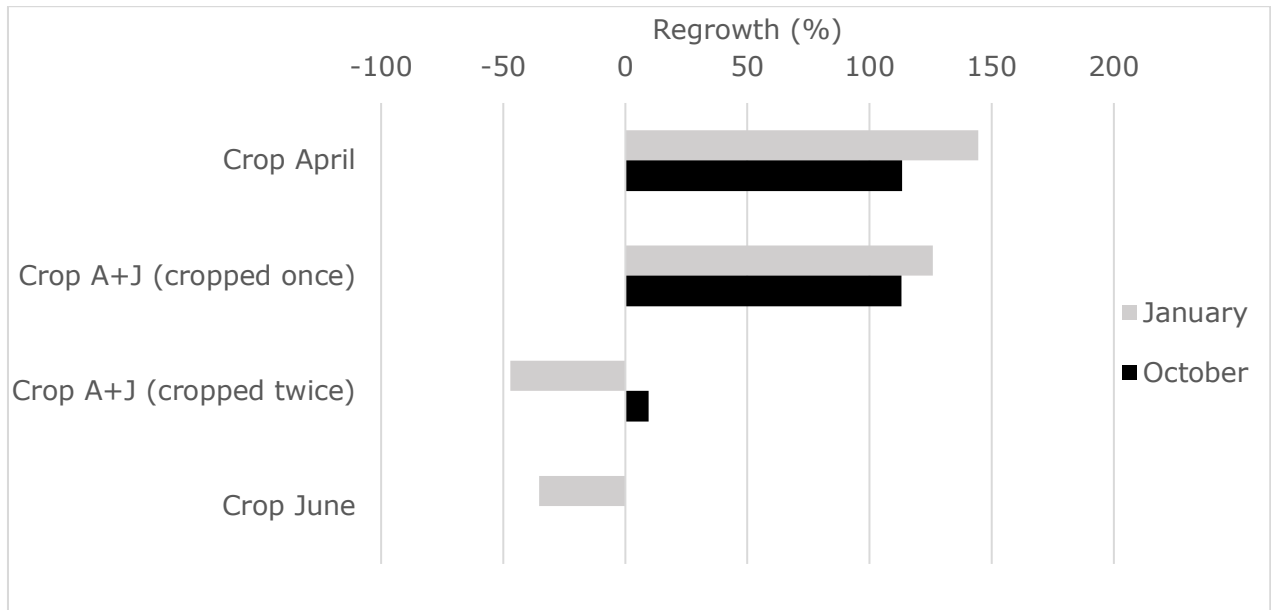 Regrowth (%)
-100 -50 0 50 100 150 200
Crop April
Crop A+J (cropped once)
Crop A+J (cropped twice)
Crop June
January
October